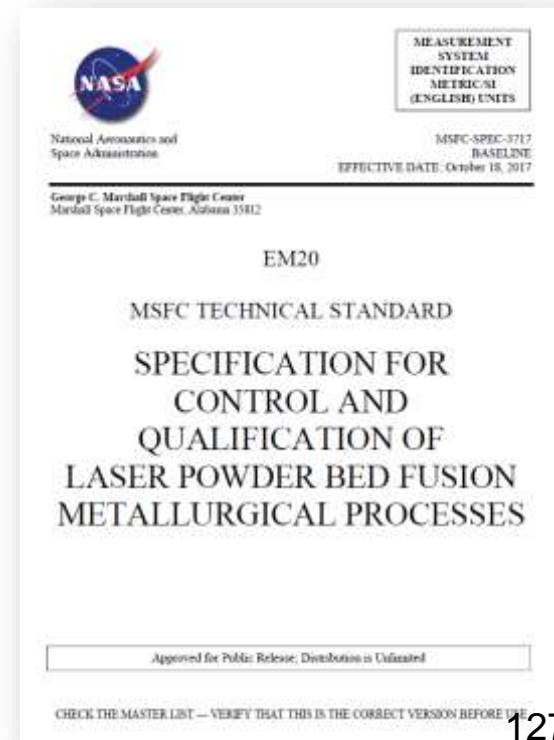 MEASUREMENT
SYSTEM
IDENTIFICATION
METRIC/SI
(ENGLISH) UNITS
NASA
National Aeronautics and
Space Administration
MSFC-SPEC-3717
BASELINE
EFFECTIVE DATE: October 18, 2017
George C. Marshall Space Flight Center
Marshall Space Flight Center, Alabama 35812
EM20
MSFC TECHNICAL STANDARD
SPECIFICATION FOR
CONTROL AND
QUALIFICATION OF
LASER POWDER BED FUSION
METALLURGICAL PROCESSES
Approved for Public Release; Distribution is Unlimited
CHECK THE MASTER LIST — VERIFY THAT THIS IS THE CORRECT VERSION BEFORE
127